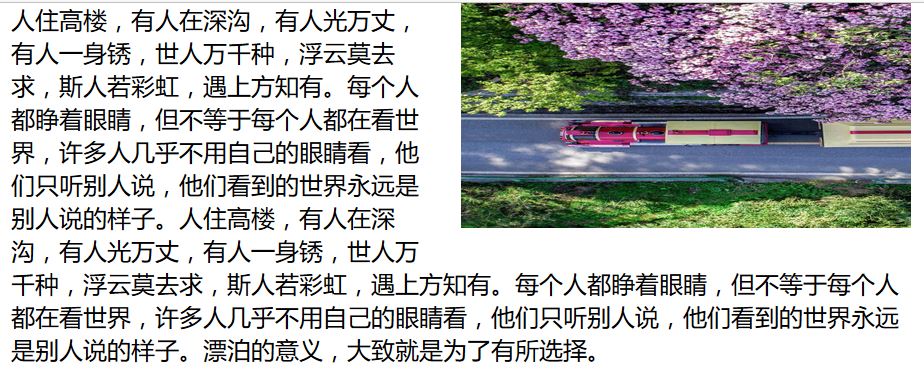 人住高楼，有人在深沟，有人光万丈，
有人一身锈，世人万千种，浮云莫去
求，斯人若彩虹，遇上方知有。每个人
都睁着眼睛，但不等于每个人都在看世
界，许多人几乎不用自己的眼睛看，他
们只听别人说，他们看到的世界永远是
别人说的样子。人住高楼，有人在深
沟，有人光万丈，有人一身锈，世人万
千种，浮云莫去求，斯人若彩虹，遇上方知有。每个人都睁着眼睛，但不等于每个人
都在看世界，许多人几乎不用自己的眼睛看，他们只听别人说，他们看到的世界永远
是别人说的样子。漂泊的意义，大致就是为了有所选择。